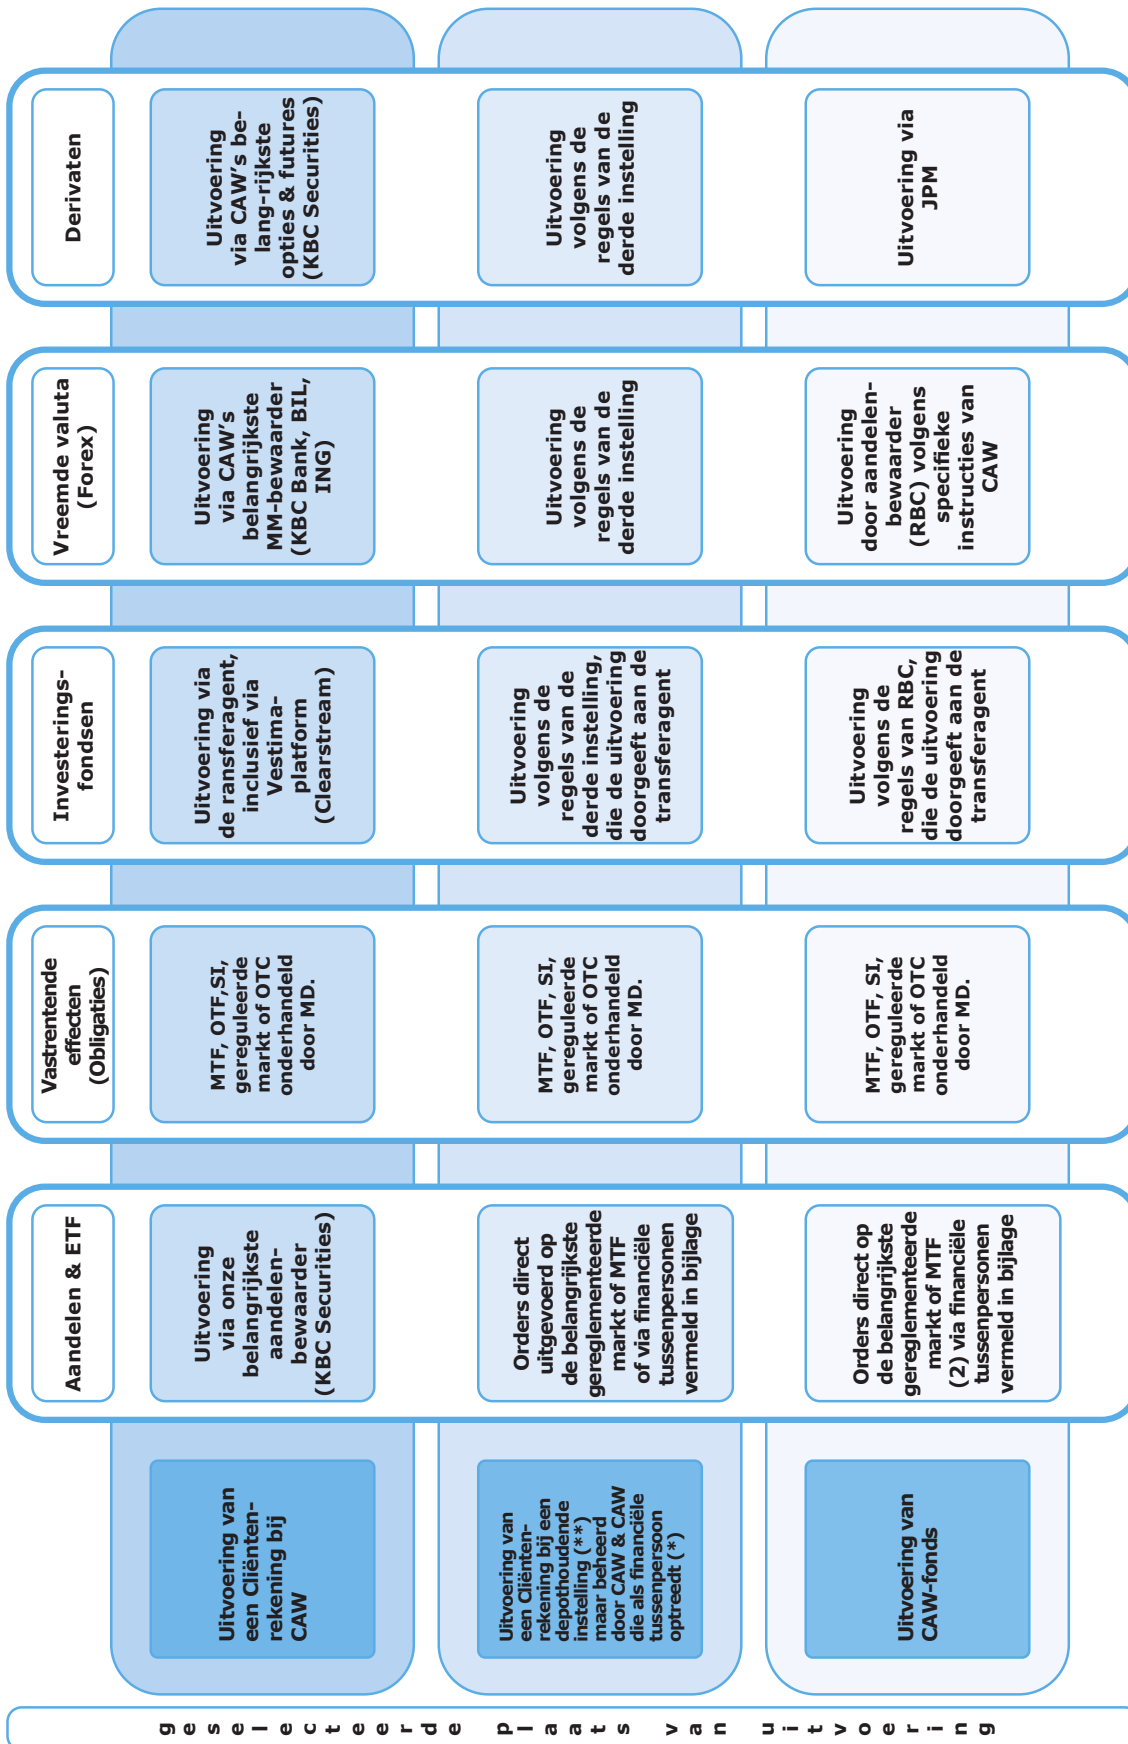 geselecteerde plaats van uitvoering
Aandelen & ETF
Vastrentende
effecten
(Obligaties)
Investerings-
fondsen
Vreemde valuta
(Forex)
Derivaten
Uitvoering van
een Cliënten-
rekening bij
CAW
Uitvoering
via onze
belangrijkste
aandelen-
bewaarder
(KBC Securities)
MTF, OTF,SI,
gereguleerde
markt of OTC
onderhandeld
door MD.
Uitvoering via
de ransferagent,
inclusief via
Vestima-
platform
(Clearstream)
Uitvoering
via CAW’s
belangrijkste
MM-bewaarder
(KBC Bank, BIL,
ING)
Uitvoering
via CAW’s be-
lang-rijkste
opties & futures
(KBC Securities)
Uitvoering van
een Cliënten-
rekening bij een
depothoudende
instelling (**)
maar beheerd
door CAW & CAW
die als financiële
tussenpersoon
optreedt (*)
Orders direct
uitgevoerd op
de belangrijkste
gereglementeerde
markt of MTF
of via financiële
tussenpersonen
vermeld in bijlage
MTF, OTF, SI,
gereguleerde
markt of OTC
onderhandeld
door MD.
Uitvoering
volgens de
regels van de
derde instelling,
die de uitvoering
doorgeeft aan de
transferagent
Uitvoering
volgens de
regels van de
derde instelling
Uitvoering
volgens de
regels van de
derde instelling
Uitvoering van
CAW-fonds
Orders direct op
de belangrijkste
gereglementeerde
markt of MTF
(2) via financiële
tussenpersonen
vermeld in bijlage
MTF, OTF, SI,
gereguleerde
markt of OTC
onderhandeld
door MD.
Uitvoering
volgens de
regels van RBC,
die de uitvoering
doorgeeft aan de
transferagent
Uitvoering
door aandelen-
bewaarder
(RBC) volgens
specifieke
instructies van
CAW
Uitvoering via
JPM